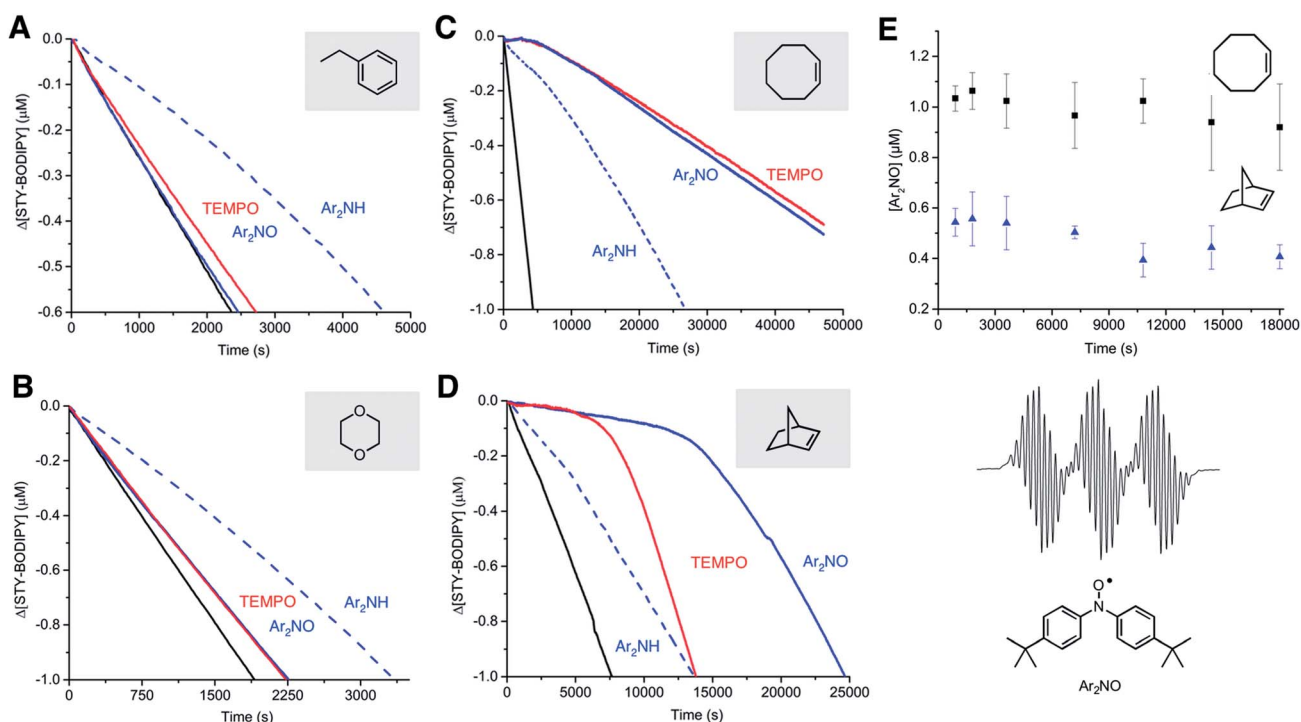 A
0.0
-0.1
-0.2
-0.3
-0.4
-0.5
-0.6
Δ[STY-BODIPY] (μM)
TEMPO
Ar₂NO
Ar₂NH
0 1000 2000 3000 4000 5000
Time (s)
B
0.0
-0.2
-0.4
-0.6
-0.8
-1.0
Δ[STY-BODIPY] (μM)
O
O
TEMPO
Ar₂NO
Ar₂NH
0 750 1500 2250 3000
Time (s)
C
0.0
-0.2
-0.4
-0.6
-0.8
-1.0
Δ[STY-BODIPY] (μM)
Ar₂NO
TEMPO
Ar₂NH
0 10000 20000 30000 40000 50000
Time (s)
D
0.0
-0.2
-0.4
-0.6
-0.8
-1.0
Δ[STY-BODIPY] (μM)
TEMPO
Ar₂NO
Ar₂NH
0 5000 10000 15000 20000 25000
Time (s)
E
1.2
1.0
0.8
0.6
0.4
0.2
[Ar₂NO] (μM)
0 3000 6000 9000 12000 15000 18000
Time (s)
O•
N
Ar₂NO